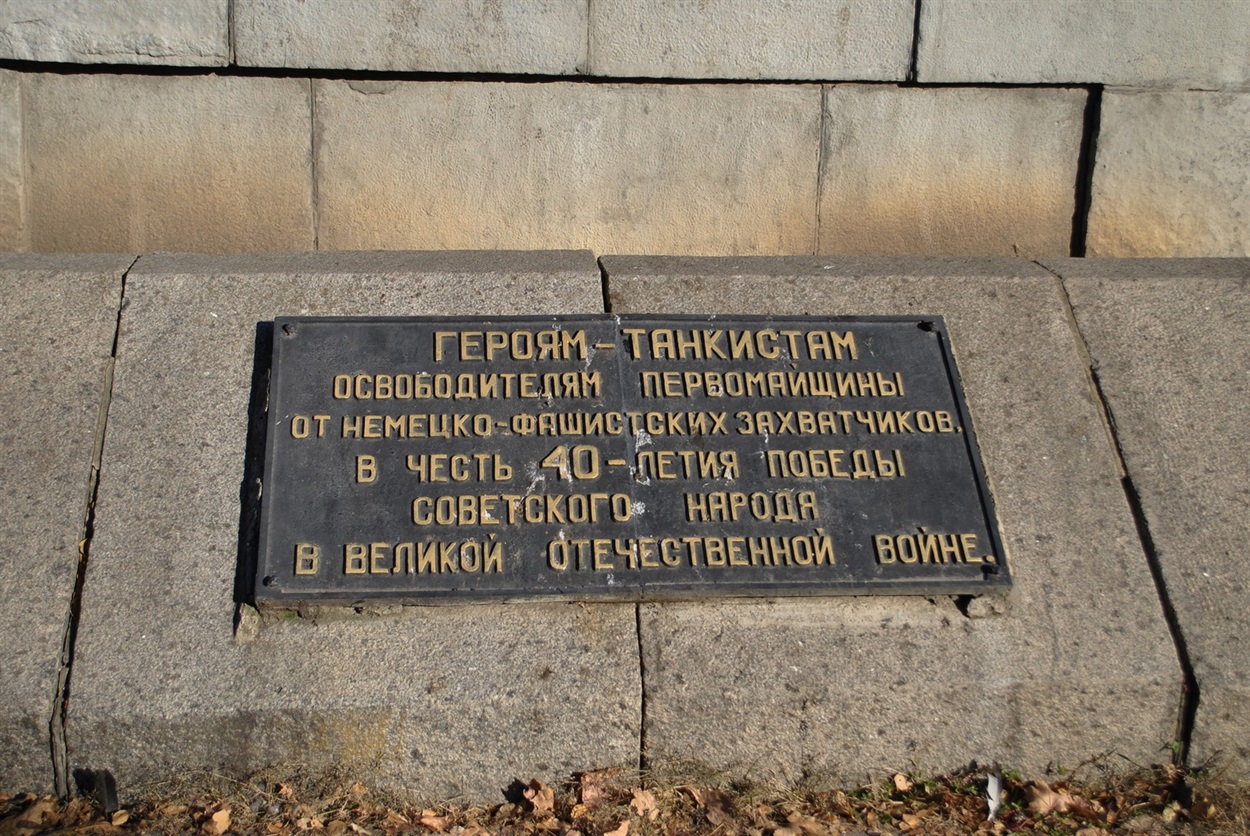 ГЕРОЯМ – ТАНКИСТАМ
ОСВОБОДИТЕЛЯМ ПЕРВОМАЙЩИНЫ
ОТ НЕМЕЦКО-ФАШИСТСКИХ ЗАХВАТЧИКОВ.
В ЧЕСТЬ 40-ЛЕТИЯ ПОБЕДЫ
СОВЕТСКОГО НАРОДА
В ВЕЛИКОЙ ОТЕЧЕСТВЕННОЙ ВОЙНЕ.